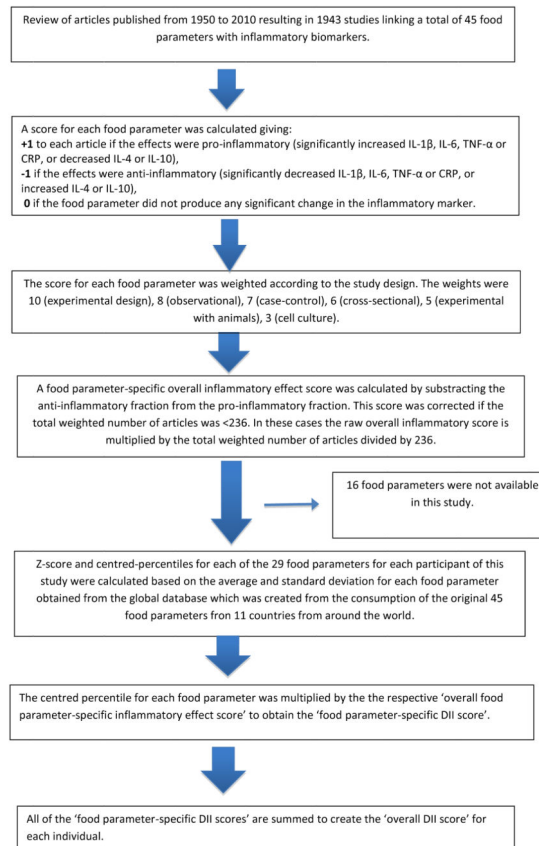 Review of articles published from 1950 to 2010 resulting in 1943 studies linking a total of 45 food
parameters with inflammatory biomarkers.
A score for each food parameter was calculated giving:
+1 to each article if the effects were pro-inflammatory (significantly increased IL-1β, IL-6, TNF-α or
CRP, or decreased IL-4 or IL-10),
-1 if the effects were anti-inflammatory (significantly decreased IL-1β, IL-6, TNF-α or CRP, or
increased IL-4 or IL-10),
0 if the food parameter did not produce any significant change in the inflammatory marker.
The score for each food parameter was weighted according to the study design. The weights were
10 (experimental design), 8 (observational), 7 (case-control), 6 (cross-sectional), 5 (experimental
with animals), 3 (cell culture).
A food parameter-specific overall inflammatory effect score was calculated by substracting the
anti-inflammatory fraction from the pro-inflammatory fraction. This score was corrected if the
total weighted number of articles was <236. In these cases the raw overall inflammatory score is
multiplied by the total weighted number of articles divided by 236.
16 food parameters were not available
in this study.
Z-score and centred-percentiles for each of the 29 food parameters for each participant of this
study were calculated based on the average and standard deviation for each food parameter
obtained from the global database which was created from the consumption of the original 45
food parameters fron 11 countries from around the world.
The centred percentile for each food parameter was multiplied by the the respective ‘overall food
parameter-specific inflammatory effect score’ to obtain the ‘food parameter-specific DII score’.
All of the ‘food parameter-specific DII scores’ are summed to create the ‘overall DII score’ for
each individual.